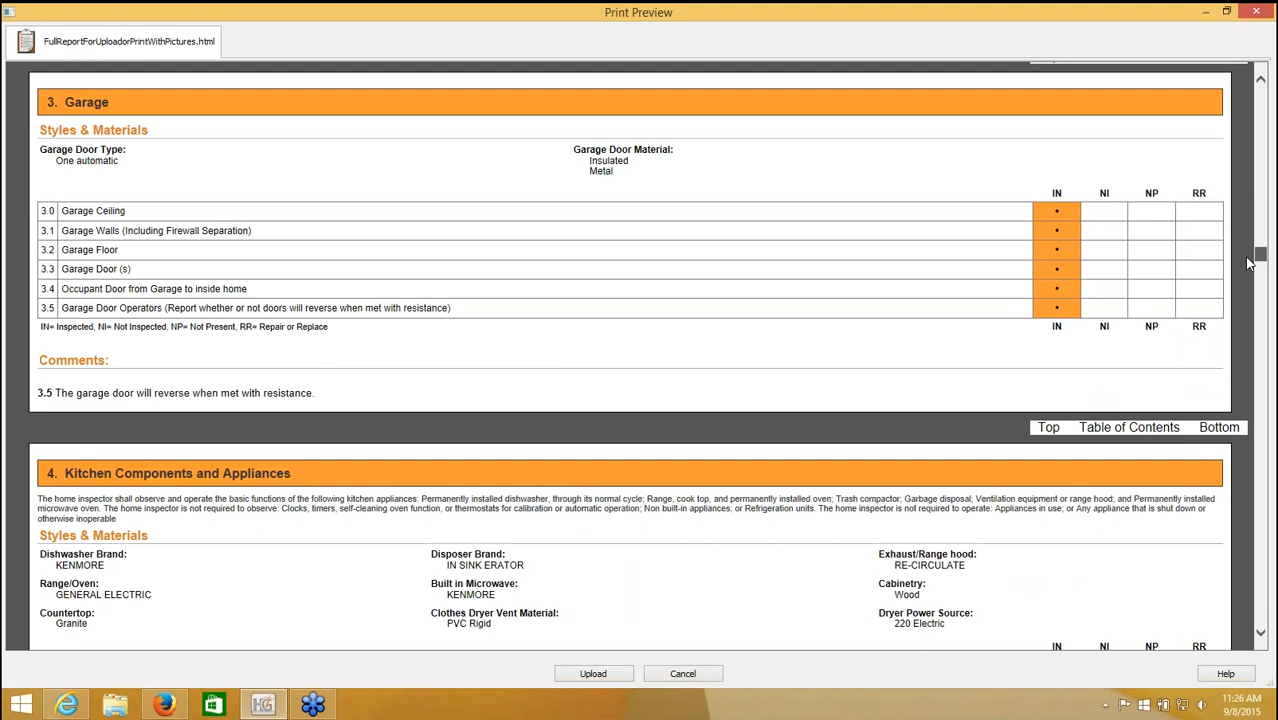 Print Preview
FullReportForUploadorPrintWithPictures.html
3. Garage
Styles & Materials
Garage Door Type:
One automatic
Garage Door Material:
Insulated
Metal
IN NI NP RR
3.0 Garage Ceiling •
3.1 Garage Walls (Including Firewall Separation) •
3.2 Garage Floor •
3.3 Garage Door (s) •
3.4 Occupant Door from Garage to inside home •
3.5 Garage Door Operators (Report whether or not doors will reverse when met with resistance) •
IN= Inspected, NI= Not Inspected, NP= Not Present, RR= Repair or Replace IN NI NP RR
Comments:
3.5 The garage door will reverse when met with resistance.
Top Table of Contents Bottom
4. Kitchen Components and Appliances
The home inspector shall observe and operate the basic functions of the following kitchen appliances: Permanently installed dishwasher, through its normal cycle; Range, cook top, and permanently installed oven; Trash compactor; Garbage disposal; Ventilation equipment or range hood; and Permanently installed
microwave oven. The home inspector is not required to observe: Clocks, timers, self-cleaning oven function, or thermostats for calibration or automatic operation; Non built-in appliances; or Refrigeration units. The home inspector is not required to operate: Appliances in use; or Any appliance that is shut down or
otherwise inoperable
Styles & Materials
Dishwasher Brand: Disposer Brand: Exhaust/Range hood:
KENMORE IN SINK ERATOR RE-CIRCULATE
Range/Oven: Built in Microwave: Cabinetry:
GENERAL ELECTRIC KENMORE Wood
Countertop: Clothes Dryer Vent Material: Dryer Power Source:
Granite PVC Rigid 220 Electric
IN NI NP RR
Upload Cancel Help
HG
11:26 AM
9/8/2015